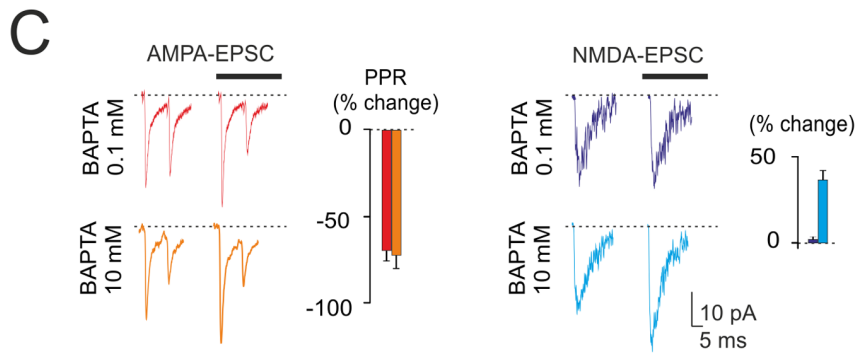 C
AMPA-EPSC
NMDA-EPSC
PPR
(% change)
(% change)
BAPTA
0.1 mM
BAPTA
0.1 mM
0
-50
-100
50
0
BAPTA
10 mM
BAPTA
10 mM
10 pA
5 ms